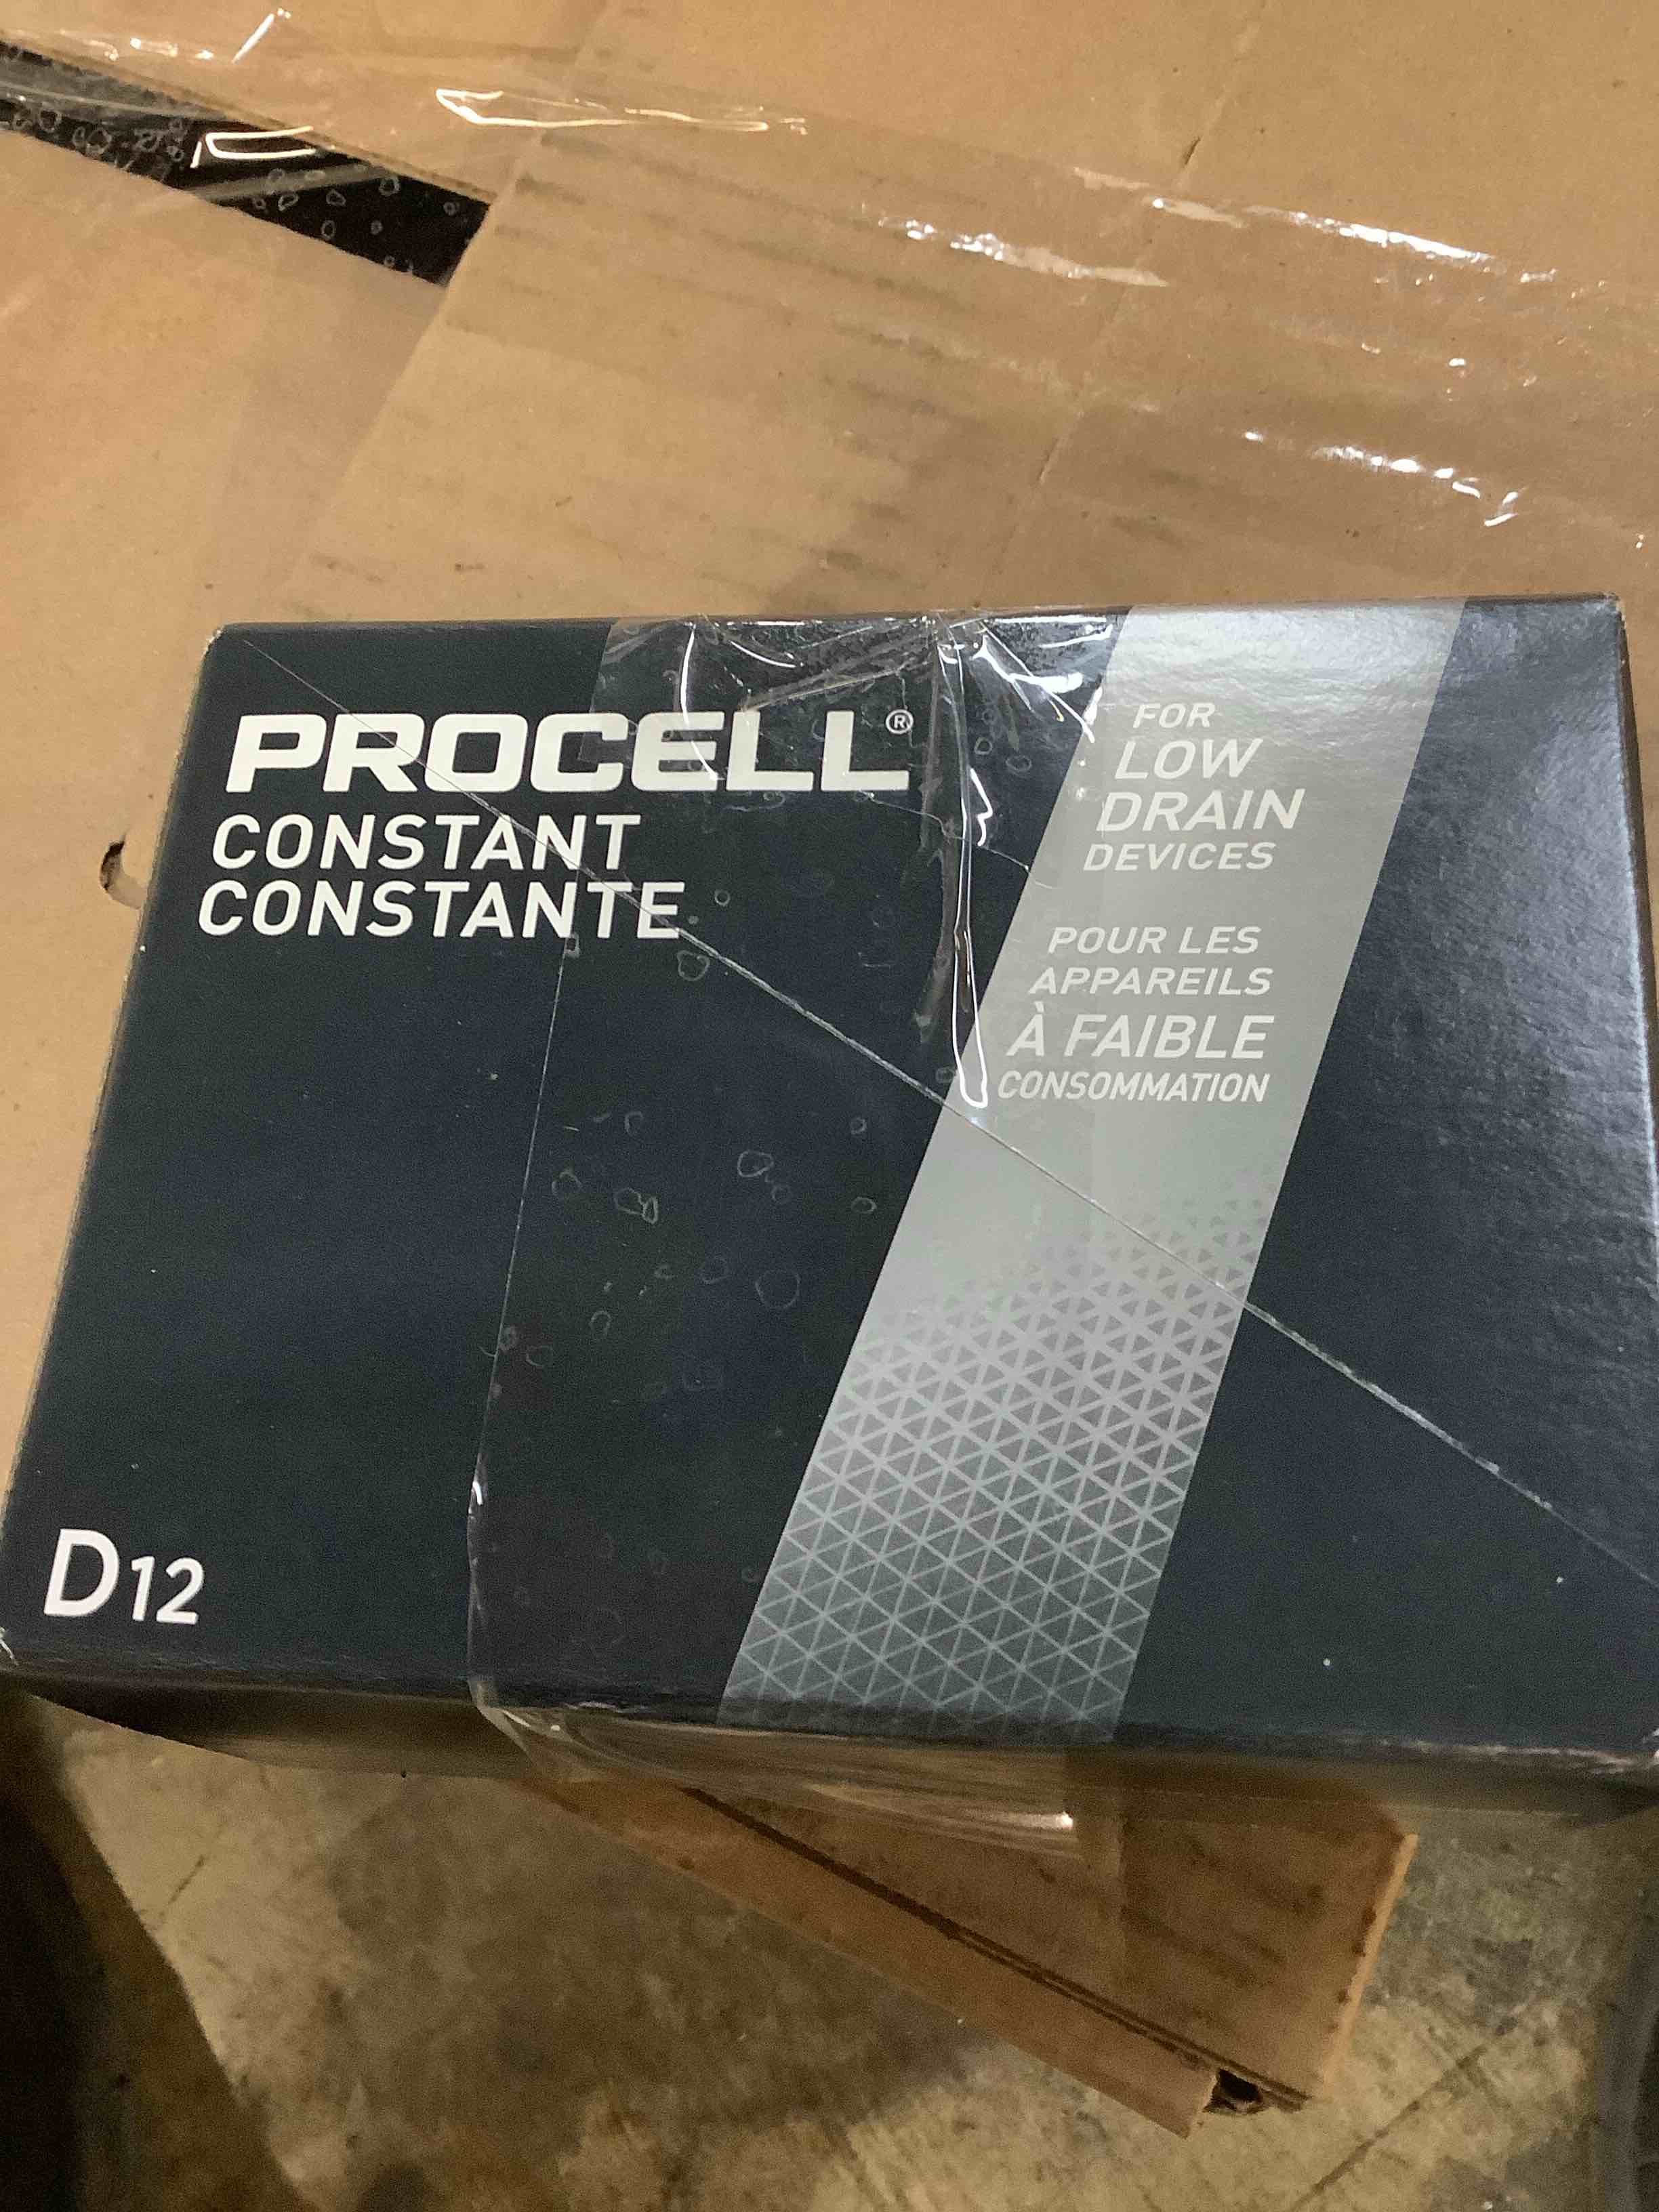 PROCELL®
CONSTANT
CONSTANTE
FOR
LOW
DRAIN
DEVICES
POUR LES
APPAREILS
À FAIBLE
CONSOMMATION
D12